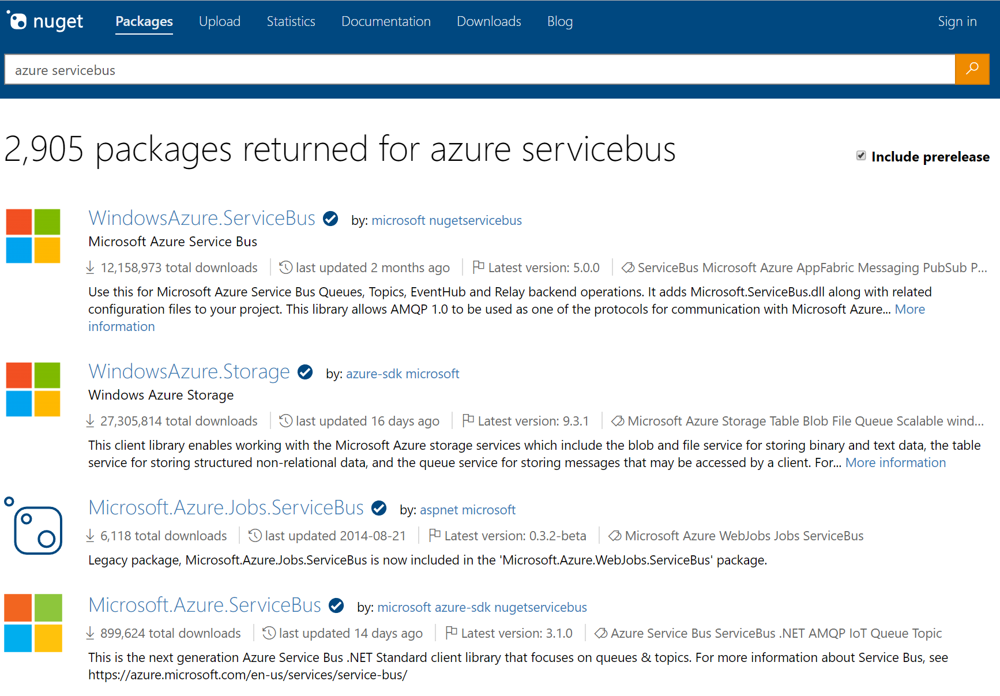 nuget Packages Upload Statistics Documentation Downloads Blog Sign in
azure servicebus
2,905 packages returned for azure servicebus
Include prerelease
WindowsAzure.ServiceBus by: microsoft nugetservicebus
Microsoft Azure Service Bus
12,158,973 total downloads last updated 2 months ago Latest version: 5.0.0 ServiceBus Microsoft Azure AppFabric Messaging PubSub P...
Use this for Microsoft Azure Service Bus Queues, Topics, EventHub and Relay backend operations. It adds Microsoft.ServiceBus.dll along with related
configuration files to your project. This library allows AMQP 1.0 to be used as one of the protocols for communication with Microsoft Azure... More
information
WindowsAzure.Storage by: azure-sdk microsoft
Windows Azure Storage
27,305,814 total downloads last updated 16 days ago Latest version: 9.3.1 Microsoft Azure Storage Table Blob File Queue Scalable wind...
This client library enables working with the Microsoft Azure storage services which include the blob and file service for storing binary and text data, the table
service for storing structured non-relational data, and the queue service for storing messages that may be accessed by a client. For... More information
Microsoft.Azure.Jobs.ServiceBus by: aspnet microsoft
6,118 total downloads last updated 2014-08-21 Latest version: 0.3.2-beta Microsoft Azure WebJobs Jobs ServiceBus
Legacy package, Microsoft.Azure.Jobs.ServiceBus is now included in the 'Microsoft.Azure.WebJobs.ServiceBus' package.
Microsoft.Azure.ServiceBus by: microsoft azure-sdk nugetservicebus
899,624 total downloads last updated 14 days ago Latest version: 3.1.0 Azure Service Bus ServiceBus .NET AMQP IoT Queue Topic
This is the next generation Azure Service Bus .NET Standard client library that focuses on queues & topics. For more information about Service Bus, see
https://azure.microsoft.com/en-us/services/service-bus/